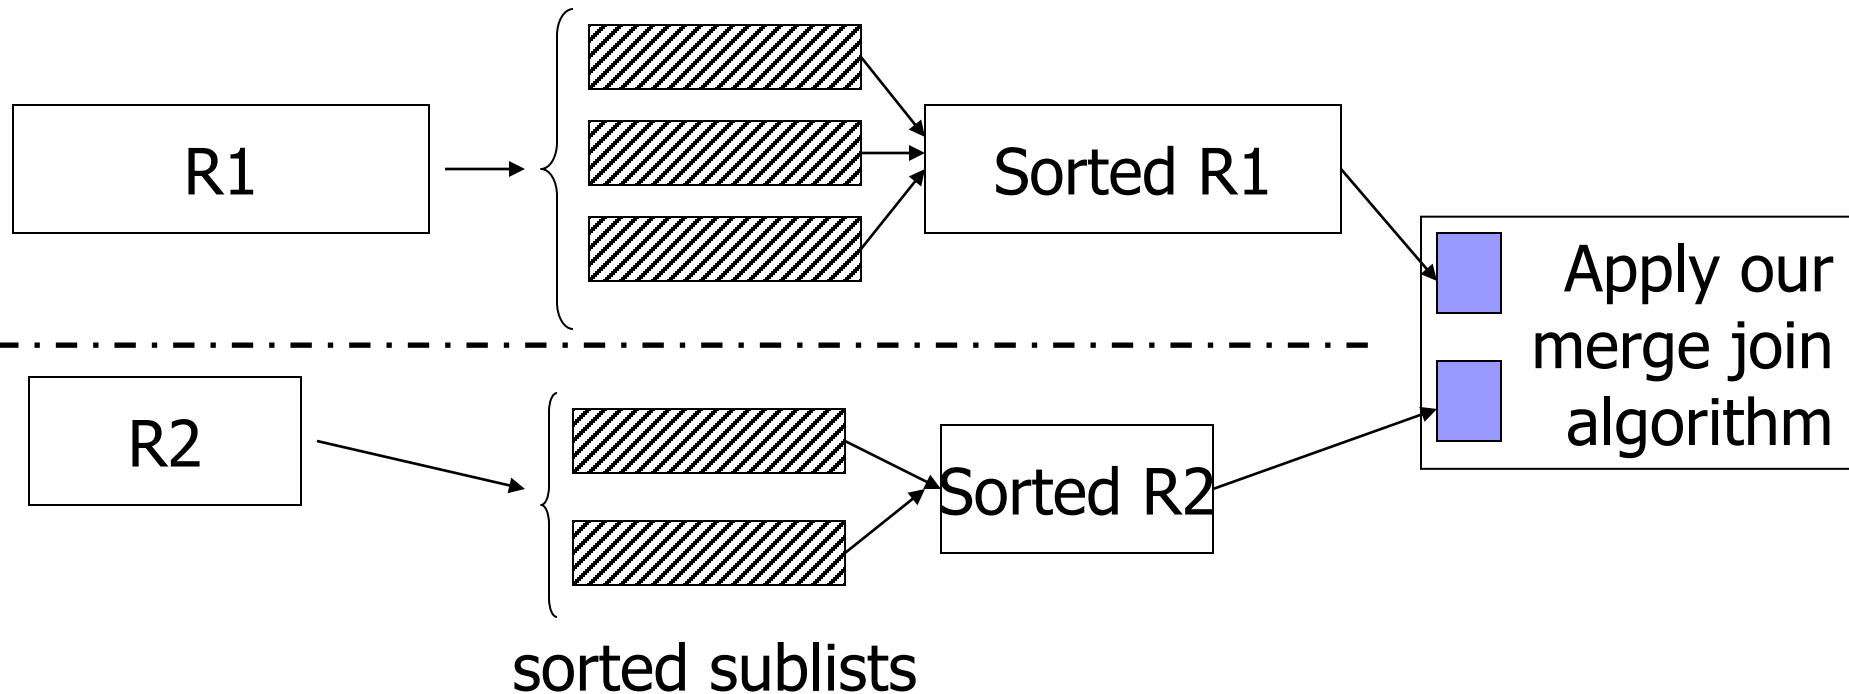 R1
Sorted R1
Apply our
merge join
algorithm
R2
Sorted R2
sorted sublists